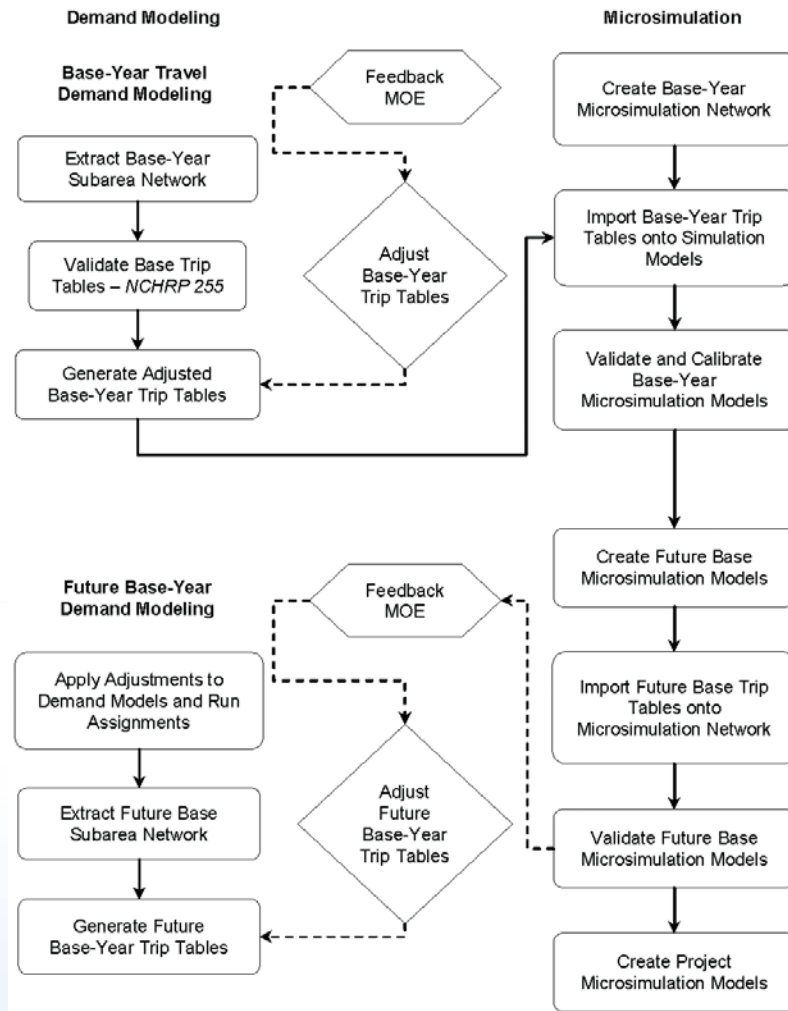 Demand Modeling
Microsimulation
Base-Year Travel
Demand Modeling
Feedback
MOE
Create Base-Year
Microsimulation Network
Extract Base-Year
Subarea Network
Import Base-Year Trip
Tables onto Simulation
Models
Adjust
Base-Year
Trip Tables
Validate Base Trip
Tables – NCHRP 255
Generate Adjusted
Base-Year Trip Tables
Validate and Calibrate
Base-Year
Microsimulation Models
Create Future Base
Microsimulation Models
Future Base-Year
Demand Modeling
Feedback
MOE
Apply Adjustments to
Demand Models and Run
Assignments
Import Future Base Trip
Tables onto
Microsimulation Network
Adjust
Future
Base-Year
Trip Tables
Extract Future Base
Subarea Network
Validate Future Base
Microsimulation Models
Generate Future
Base-Year Trip Tables
Create Project
Microsimulation Models